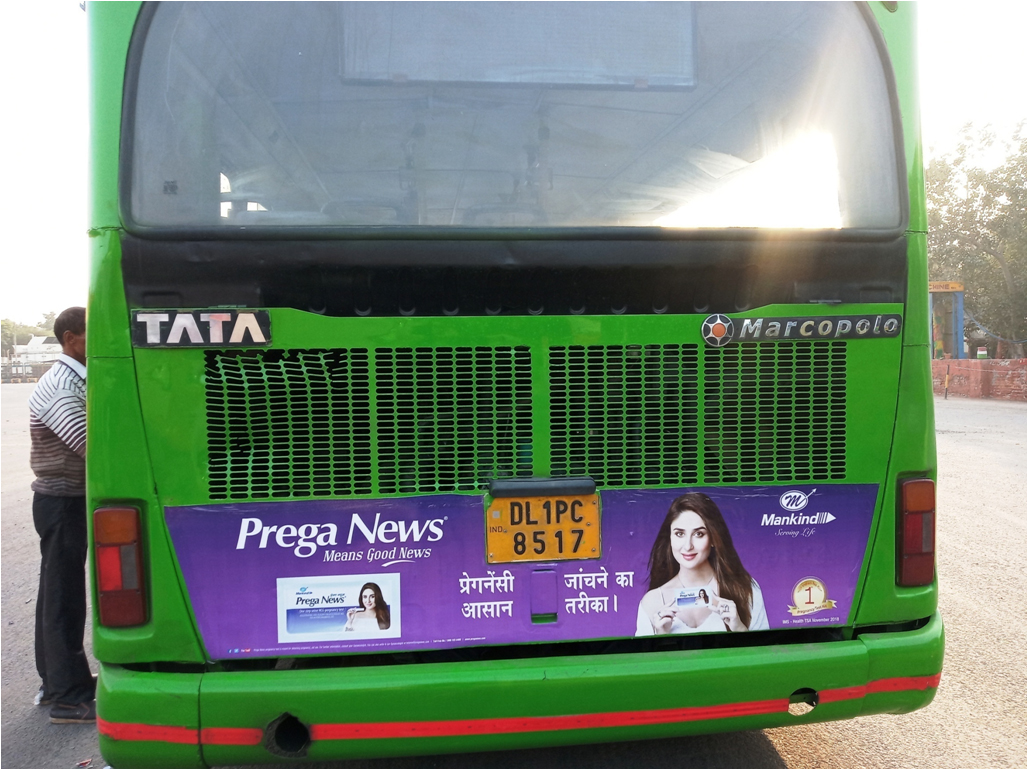 TATA
Marcopolo
DL1PC
IND
8517
Prega News
Means Good News
Mankind
Serving Life
Prega News
प्रेगनेंसी जांचने का
आसान तरीका।
1